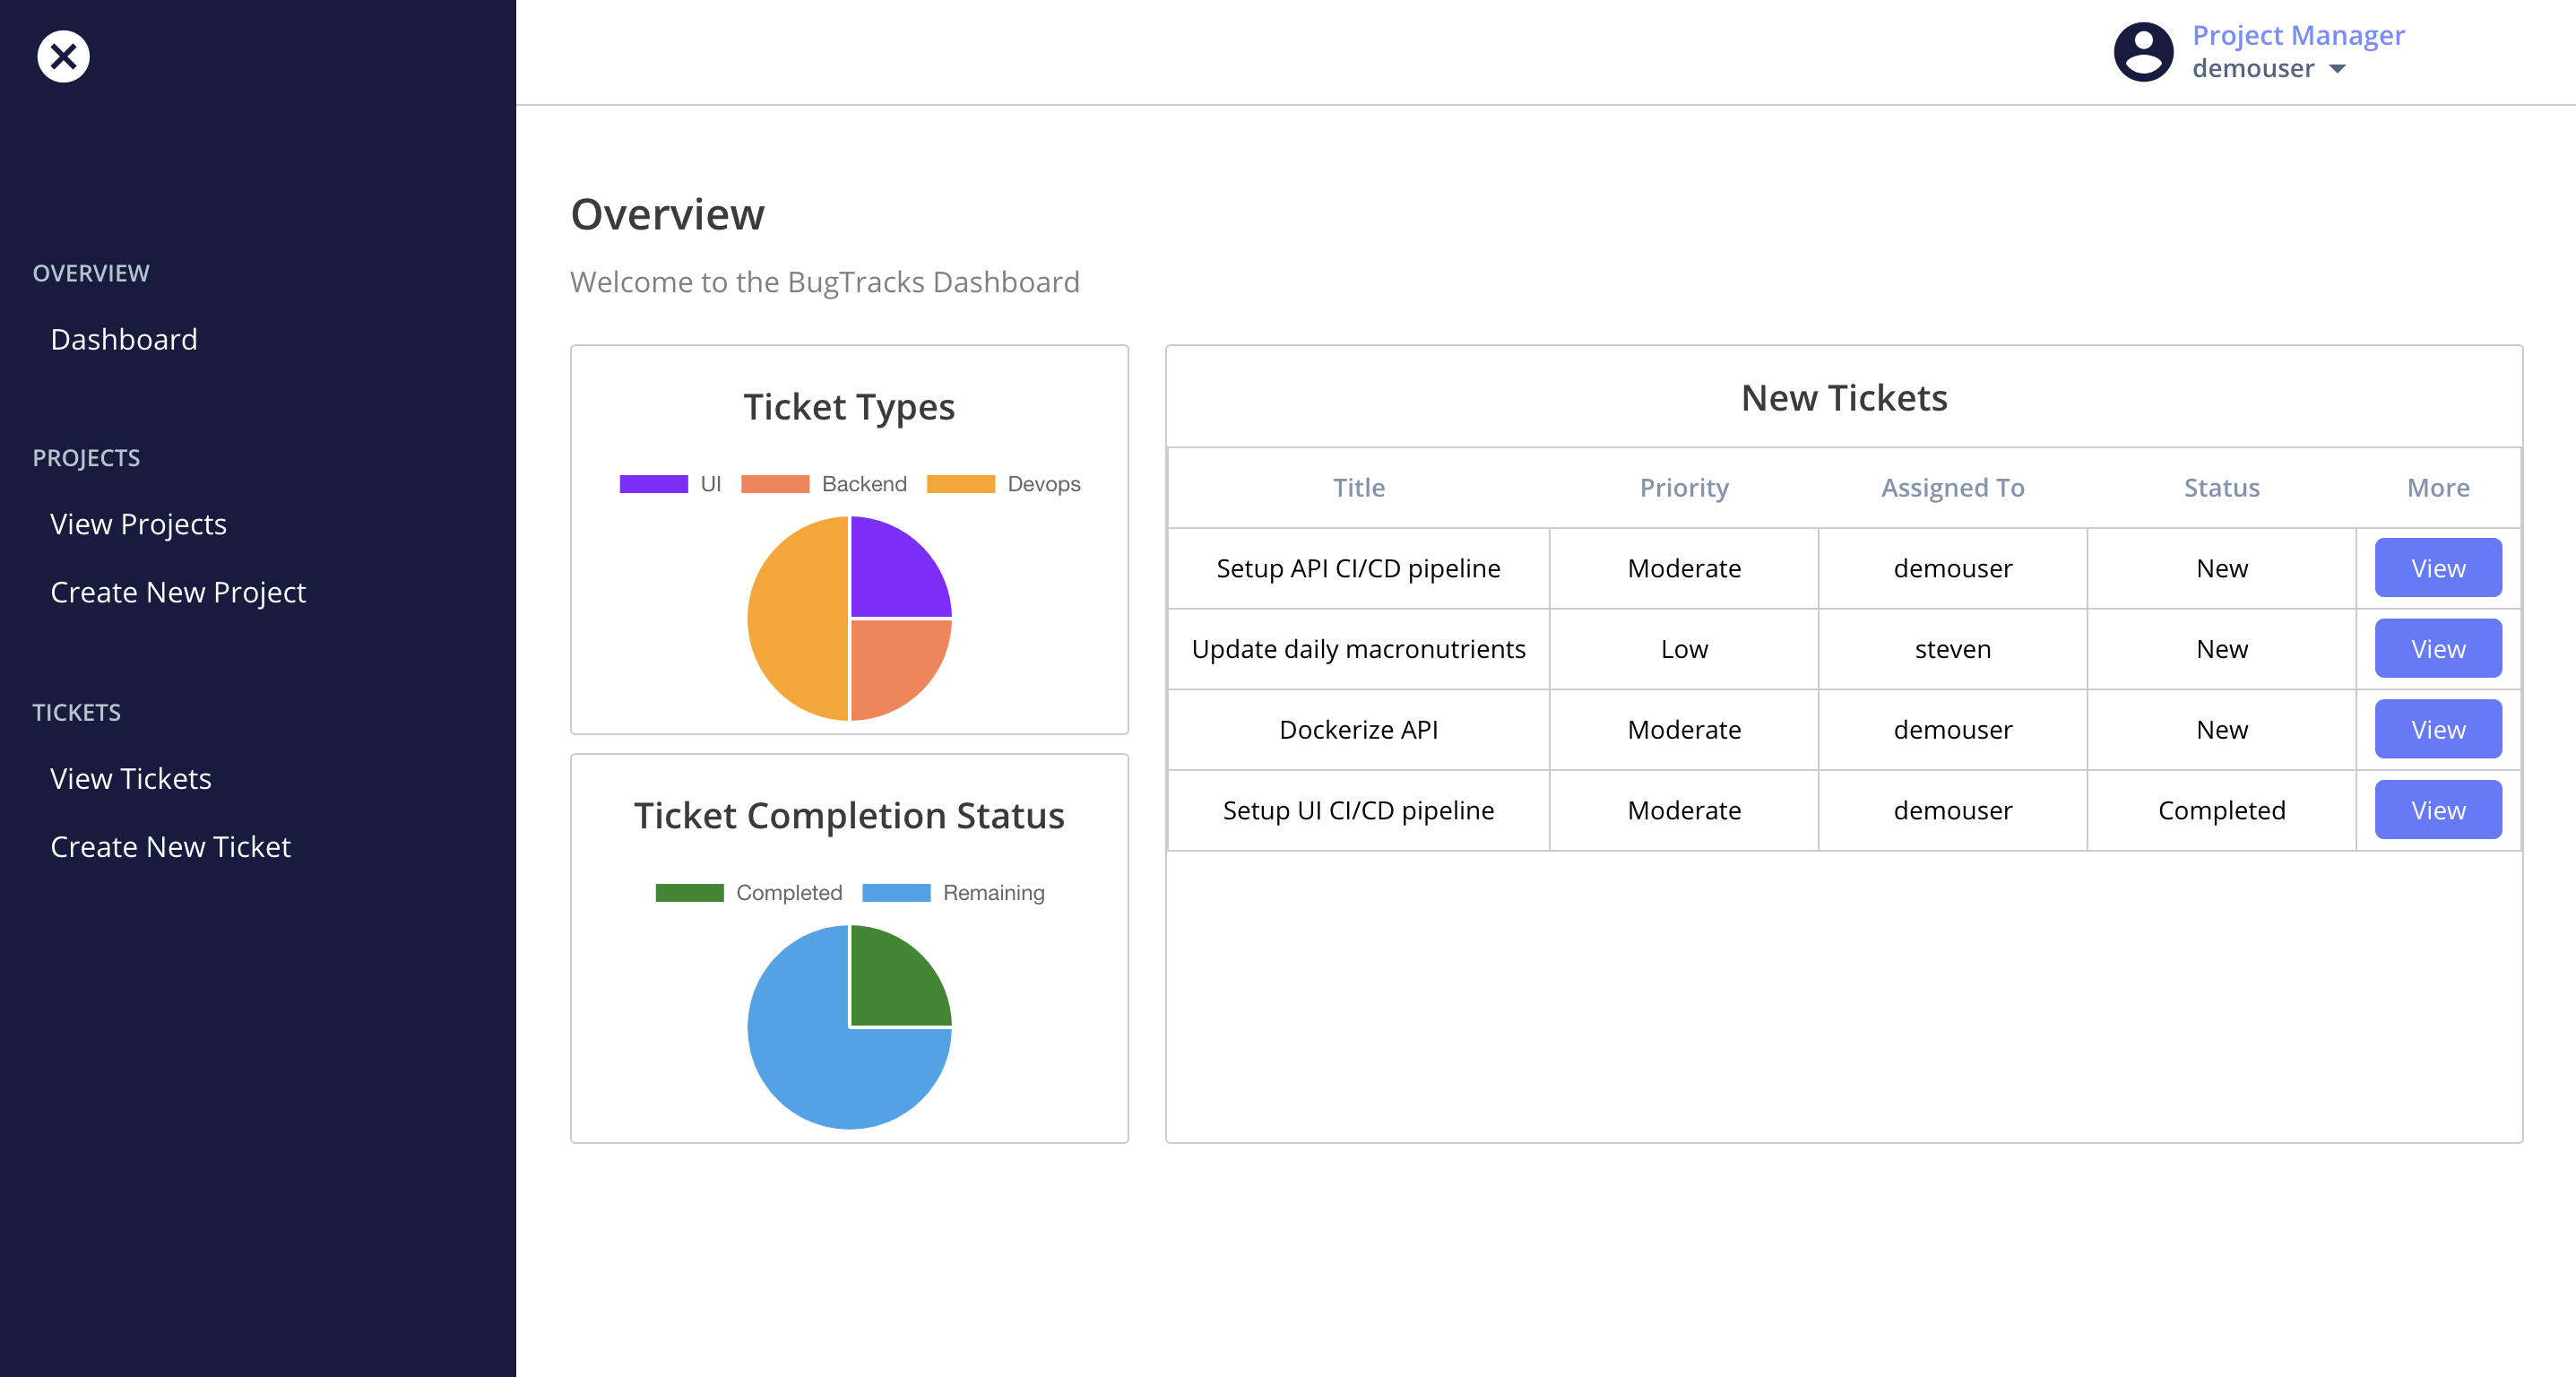 Project Manager
demouser
OVERVIEW
Dashboard
PROJECTS
View Projects
Create New Project
TICKETS
View Tickets
Create New Ticket
Overview
Welcome to the BugTracks Dashboard
Ticket Types
UI Backend Devops
Ticket Completion Status
Completed Remaining
New Tickets
Title Priority Assigned To Status More
Setup API CI/CD pipeline Moderate demouser New View
Update daily macronutrients Low steven New View
Dockerize API Moderate demouser New View
Setup UI CI/CD pipeline Moderate demouser Completed View